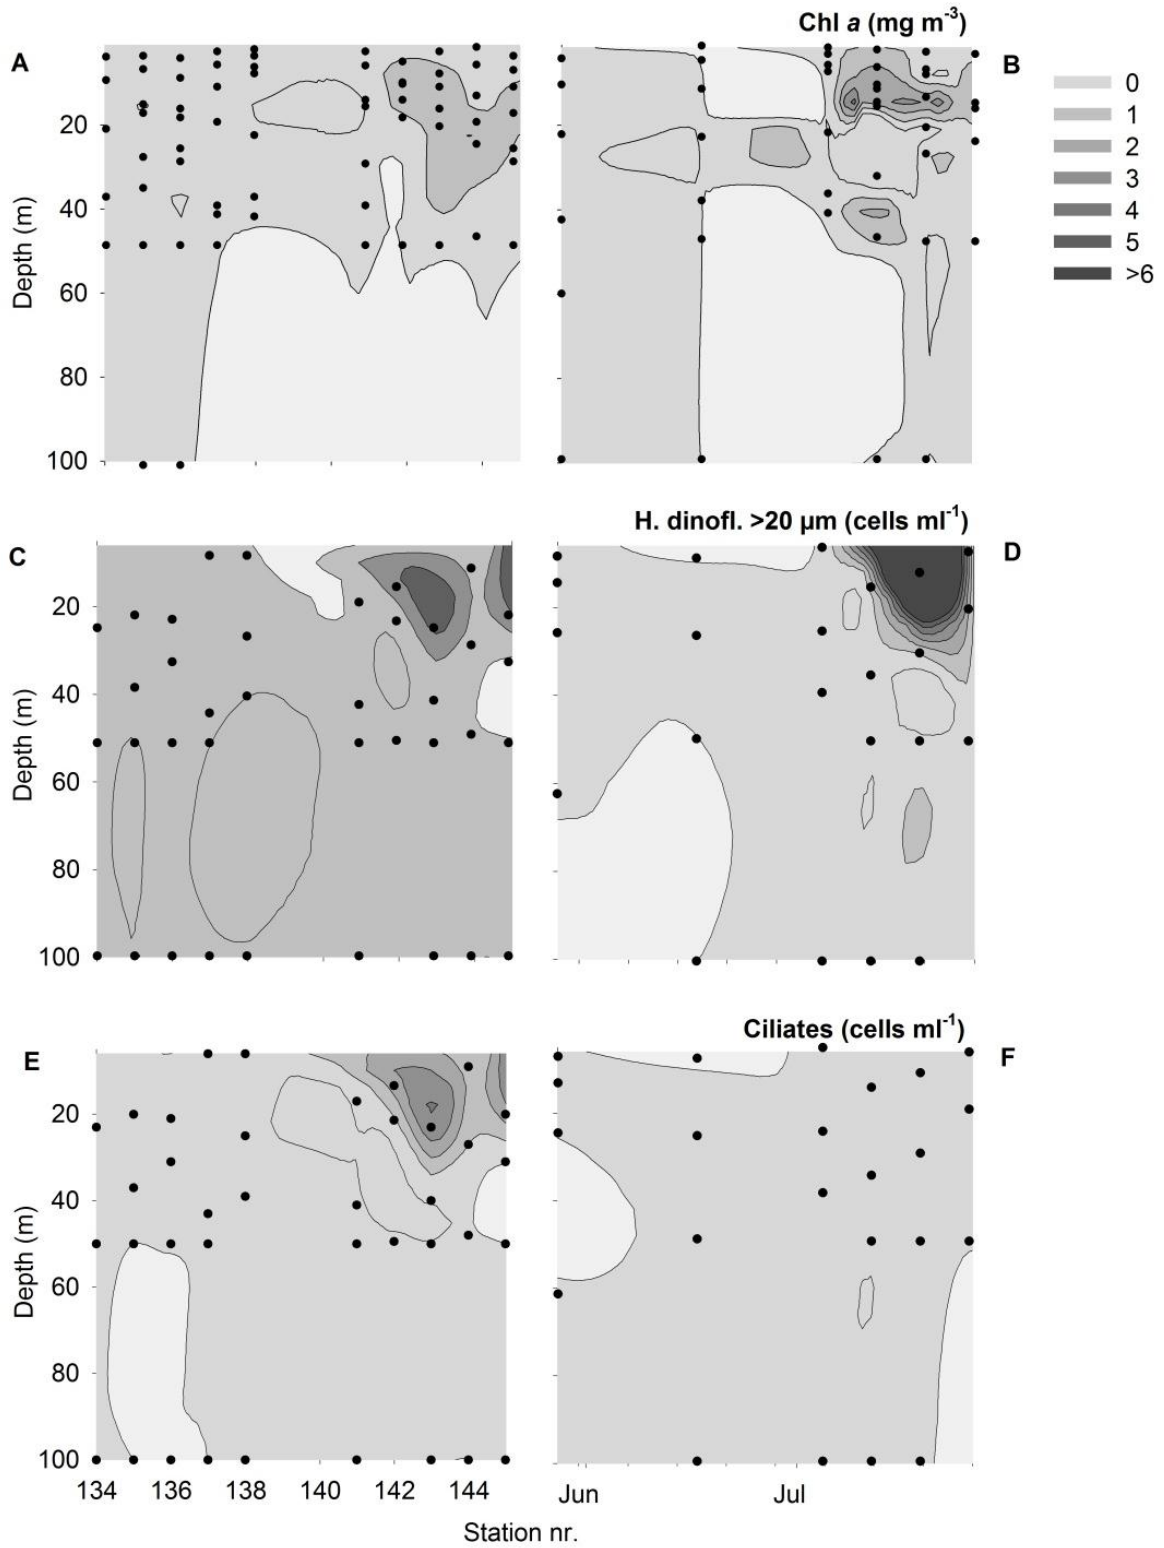 Chl a (mg m-3)
A
B
0
1
2
3
4
5
>6
20
40
60
80
100
Depth (m)
H. dinofl. >20 µm (cells ml-1)
C
D
20
40
60
80
100
Depth (m)
Ciliates (cells ml-1)
E
F
20
40
60
80
100
Depth (m)
134 136 138 140 142 144
Jun Jul
Station nr.